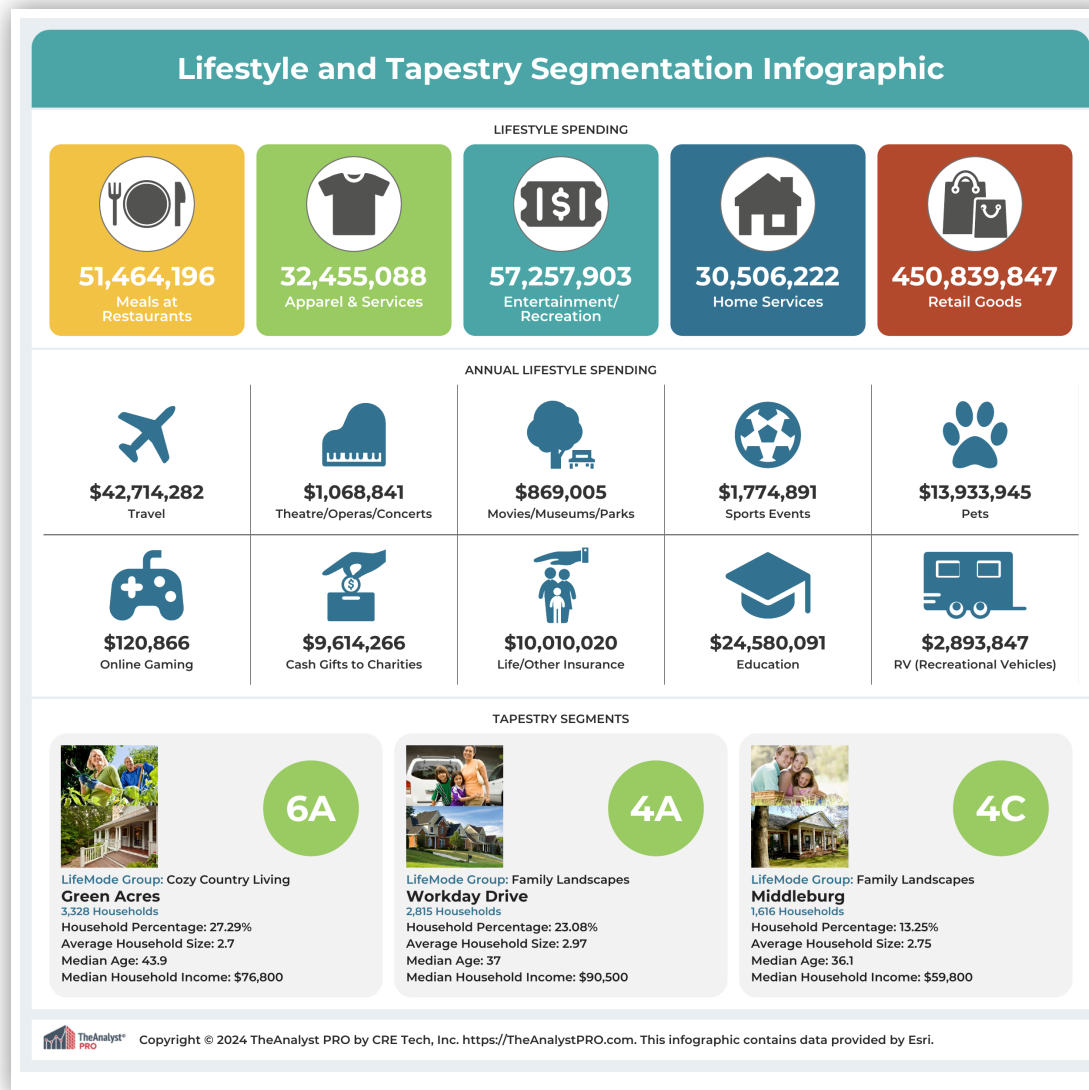 Lifestyle and Tapestry Segmentation Infographic
LIFESTYLE SPENDING
51,464,196
Meals at
Restaurants
32,455,088
Apparel & Services
57,257,903
Entertainment/
Recreation
30,506,222
Home Services
450,839,847
Retail Goods
ANNUAL LIFESTYLE SPENDING
$42,714,282
Travel
$1,068,841
Theatre/Operas/Concerts
$869,005
Movies/Museums/Parks
$1,774,891
Sports Events
$13,933,945
Pets
$120,866
Online Gaming
$9,614,266
Cash Gifts to Charities
$10,010,020
Life/Other Insurance
$24,580,091
Education
$2,893,847
RV (Recreational Vehicles)
TAPESTRY SEGMENTS
6A
LifeMode Group: Cozy Country Living
Green Acres
3,328 Households
Household Percentage: 27.29%
Average Household Size: 2.7
Median Age: 43.9
Median Household Income: $76,800
4A
LifeMode Group: Family Landscapes
Workday Drive
2,815 Households
Household Percentage: 23.08%
Average Household Size: 2.97
Median Age: 37
Median Household Income: $90,500
4C
LifeMode Group: Family Landscapes
Middleburg
1,616 Households
Household Percentage: 13.25%
Average Household Size: 2.75
Median Age: 36.1
Median Household Income: $59,800
TheAnalyst®
PRO
Copyright © 2024 TheAnalyst PRO by CRE Tech, Inc. https://TheAnalystPRO.com. This infographic contains data provided by Esri.